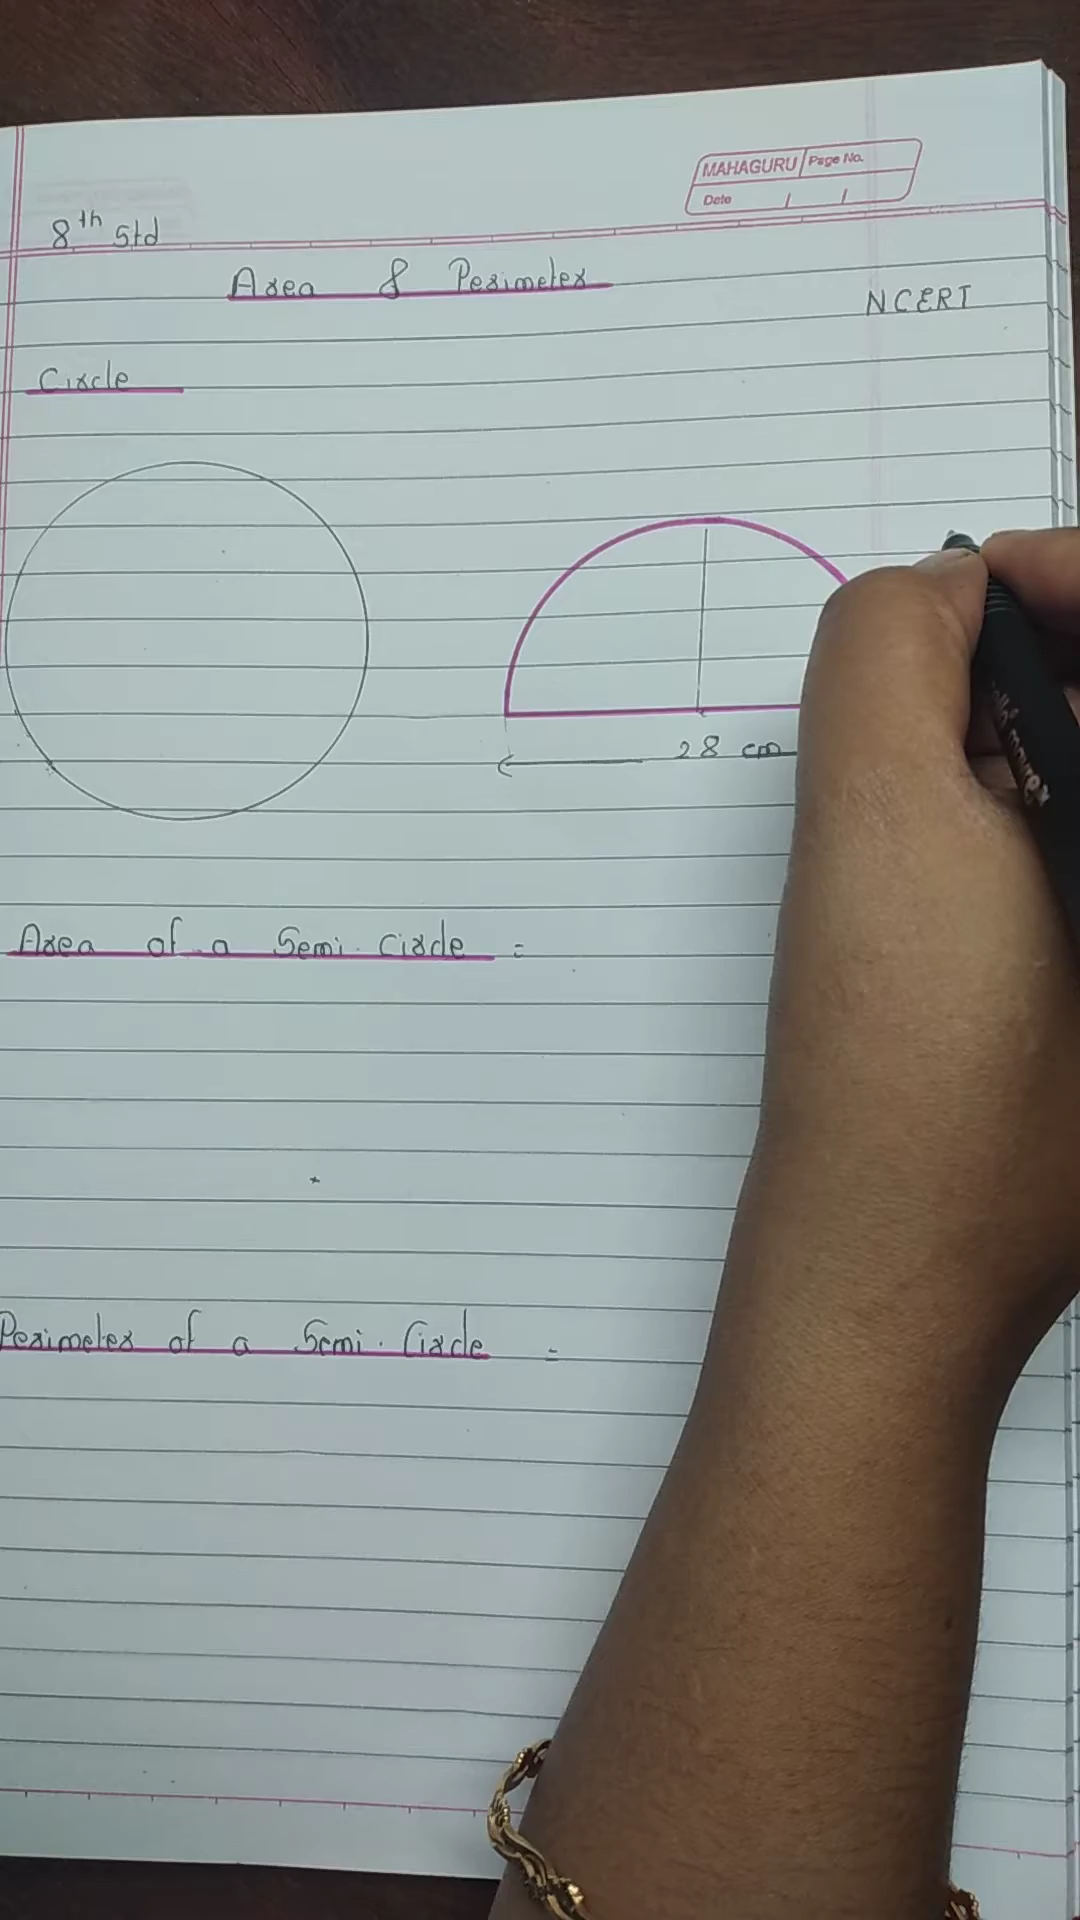 MAHAGURU Page No.
Date / /
8th Std
Area & Perimeter
NCERT
Circle
28 cm
Area of a Semi.circle =
Perimeter of a Semi.Circle =